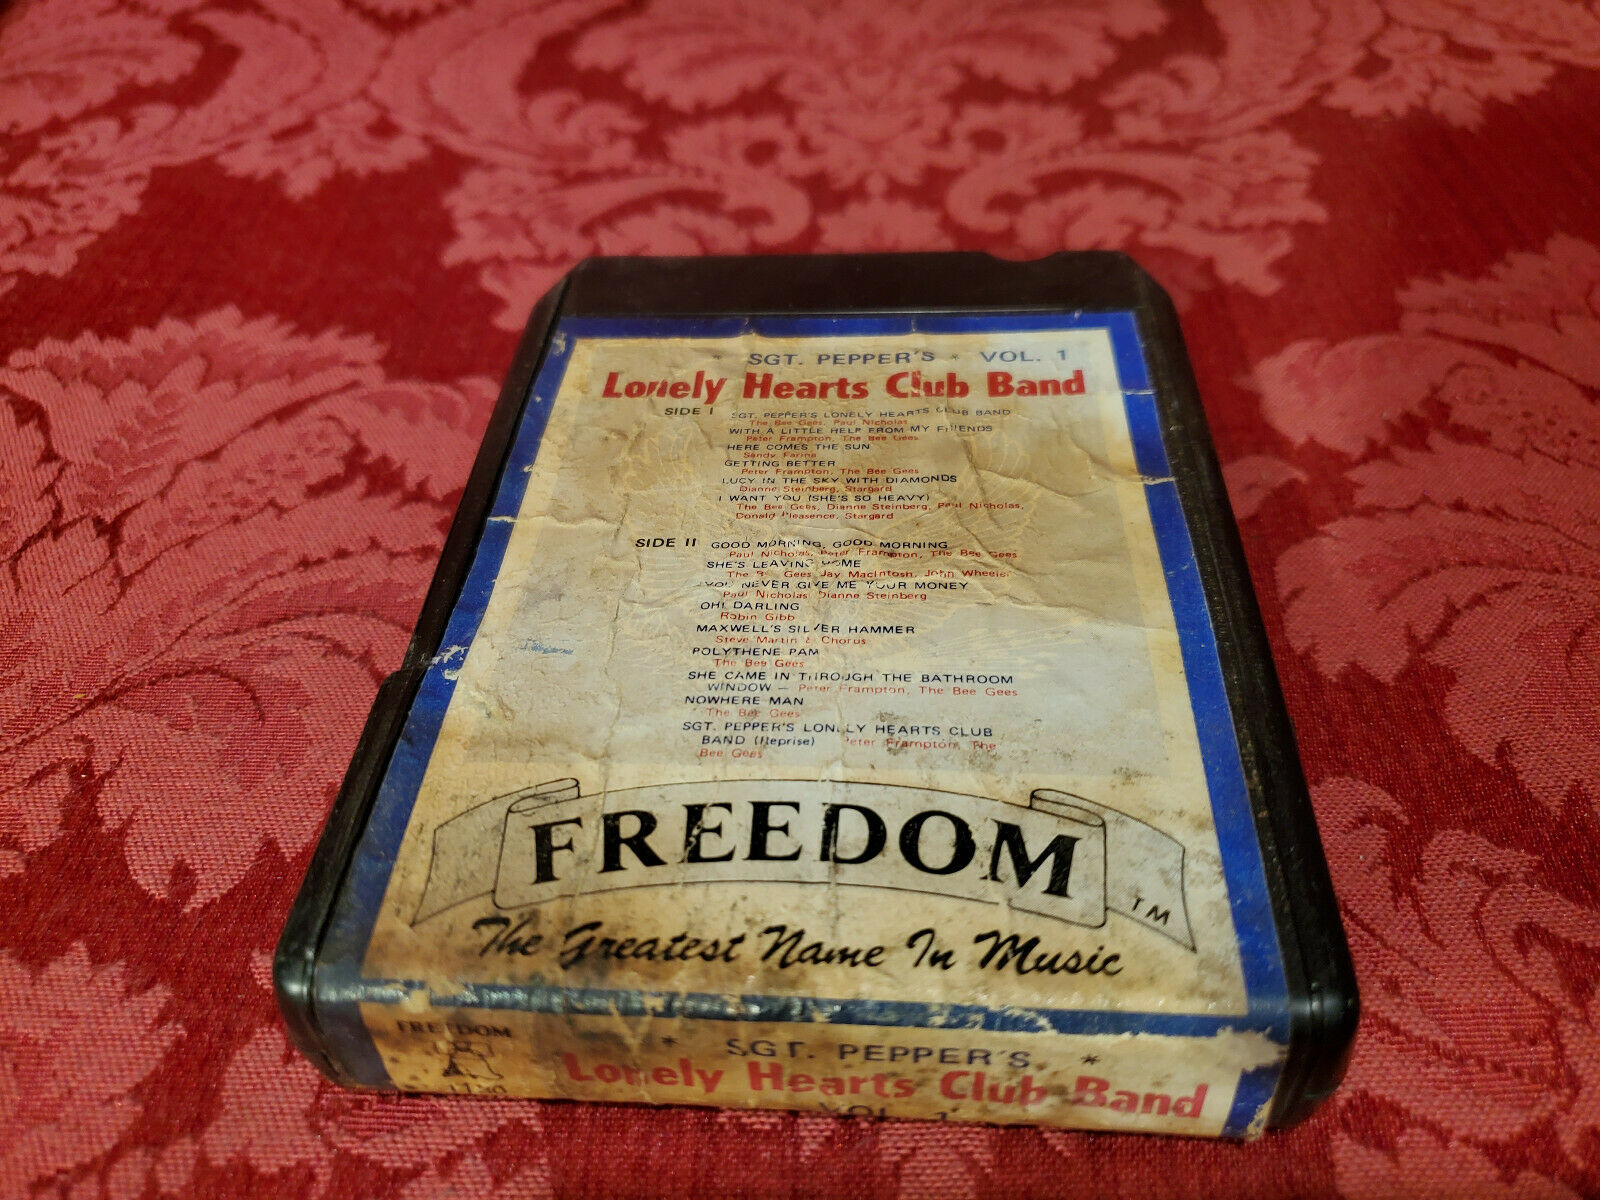 * SGT. PEPPER'S * VOL. 1
Lonely Hearts Club Band
SIDE I SGT. PEPPER'S LONELY HEARTS CLUB BAND
The Bee Gees, Paul Nicholas
WITH A LITTLE HELP FROM MY FRIENDS
Peter Frampton, The Bee Gees
HERE COMES THE SUN
Sandy Farina
GETTING BETTER
Peter Frampton, The Bee Gees
LUCY IN THE SKY WITH DIAMONDS
Dianne Steinberg, Stargard
I WANT YOU (SHE'S SO HEAVY)
The Bee Gees, Dianne Steinberg, Paul Nicholas,
Donald Pleasence, Stargard
SIDE II GOOD MORNING, GOOD MORNING
Paul Nicholas, Peter Frampton, The Bee Gees
SHE'S LEAVING HOME
The Bee Gees Jay MacIntosh, John Wheeler
YOU NEVER GIVE ME YOUR MONEY
Paul Nicholas Dianne Steinberg
OH! DARLING
Robin Gibb
MAXWELL'S SILVER HAMMER
Steve Martin & Chorus
POLYTHENE PAM
The Bee Gees
SHE CAME IN THROUGH THE BATHROOM
WINDOW — Peter Frampton, The Bee Gees
NOWHERE MAN
The Bee Gees
SGT. PEPPER'S LONELY HEARTS CLUB
BAND (Reprise) Peter Frampton, The
Bee Gees
FREEDOM TM
The Greatest Name In Music
FREEDOM
* SGT. PEPPER'S *
Lonely Hearts Club Band
VOL. 1